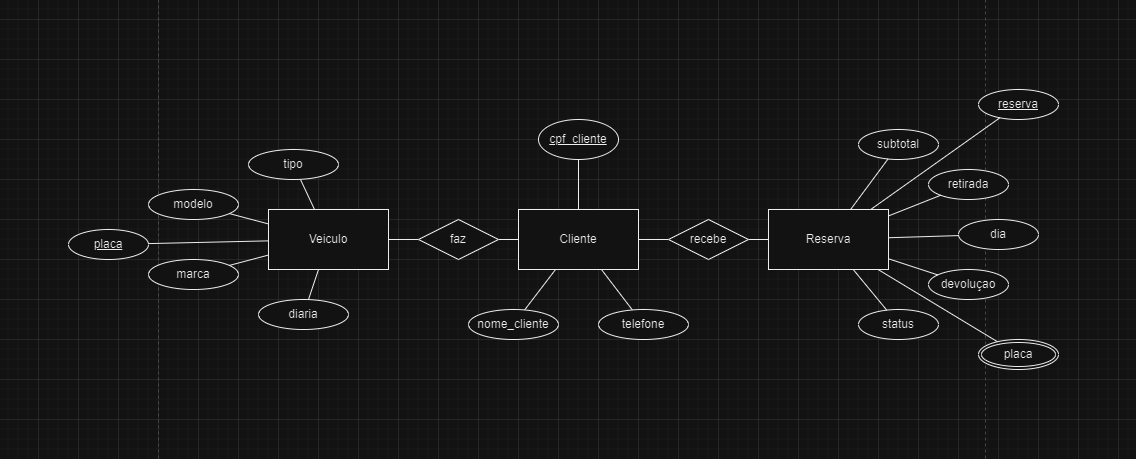 reserva
cpf_cliente
subtotal
tipo
retirada
modelo
placa
Veiculo
faz
Cliente
recebe
Reserva
dia
marca
devoluçao
diaria
nome_cliente
telefone
status
placa